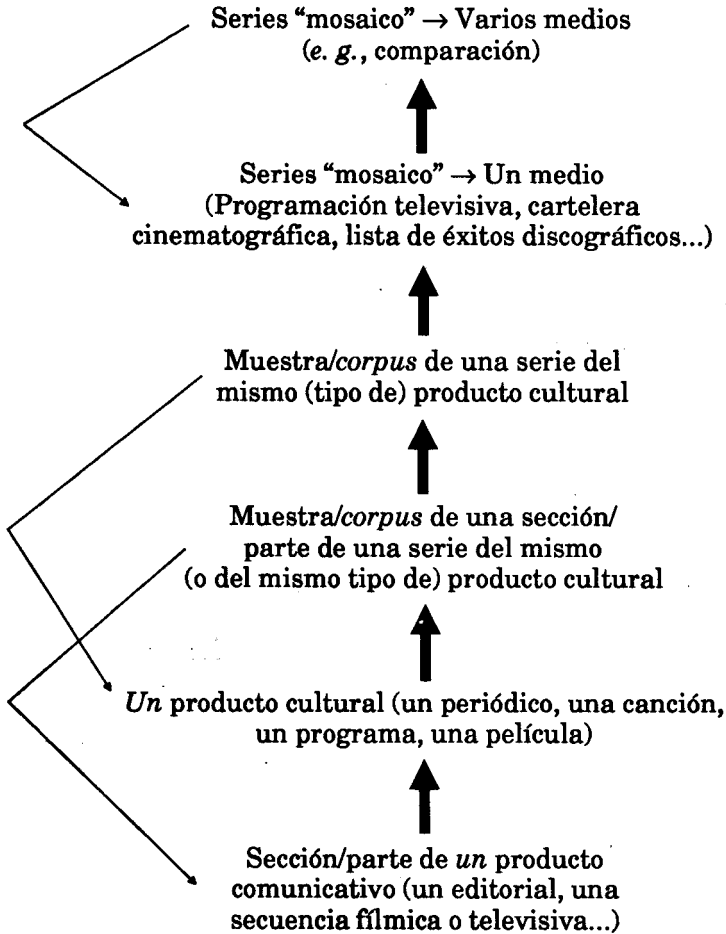 Series “mosaico” → Varios medios
(e. g., comparación)
Series “mosaico” → Un medio
(Programación televisiva, cartelera
cinematográfica, lista de éxitos discográficos...)
Muestra/corpus de una serie del
mismo (tipo de) producto cultural
Muestra/corpus de una sección/
parte de una serie del mismo
(o del mismo tipo de) producto cultural
Un producto cultural (un periódico, una canción,
un programa, una película)
Sección/parte de un producto
comunicativo (un editorial, una
secuencia fílmica o televisiva...)